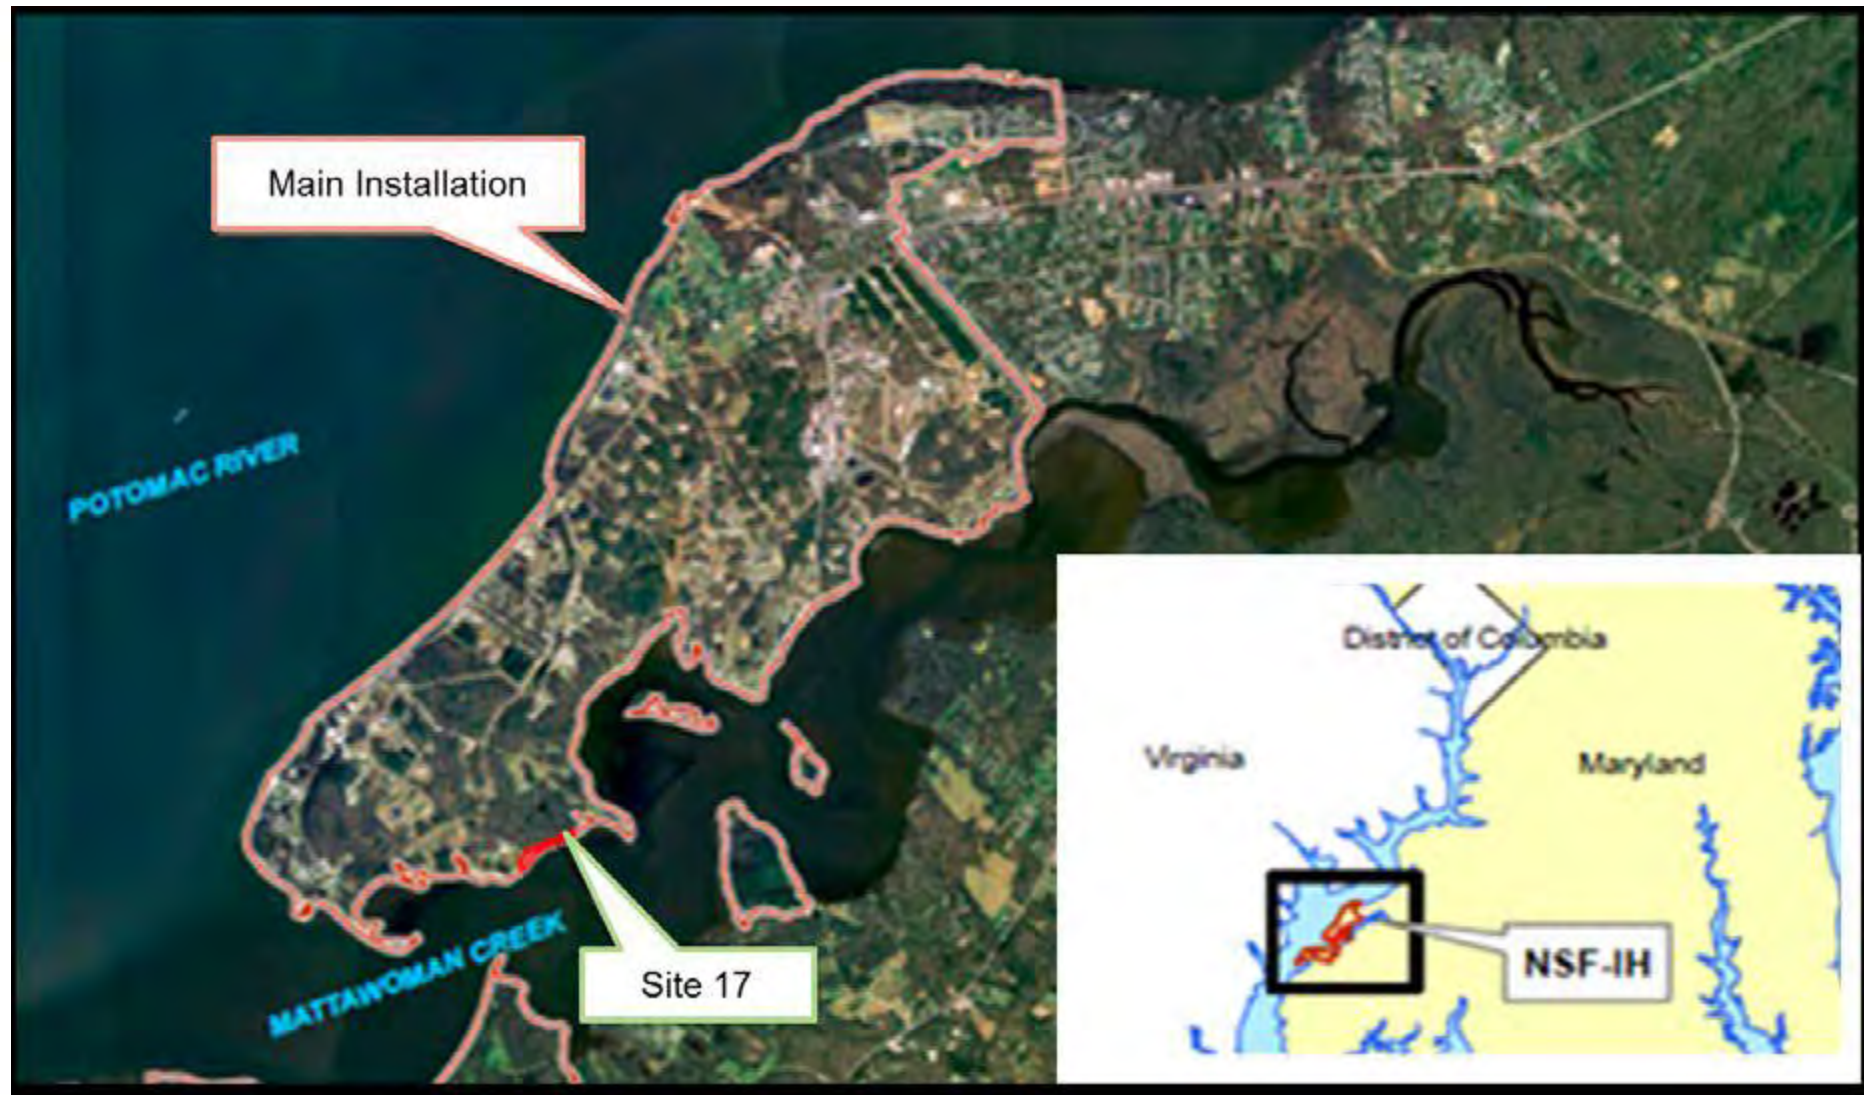 Main Installation
POTOMAC RIVER
District of Columbia
Virginia
Maryland
MATTAWOMAN CREEK
Site 17
NSF-IH